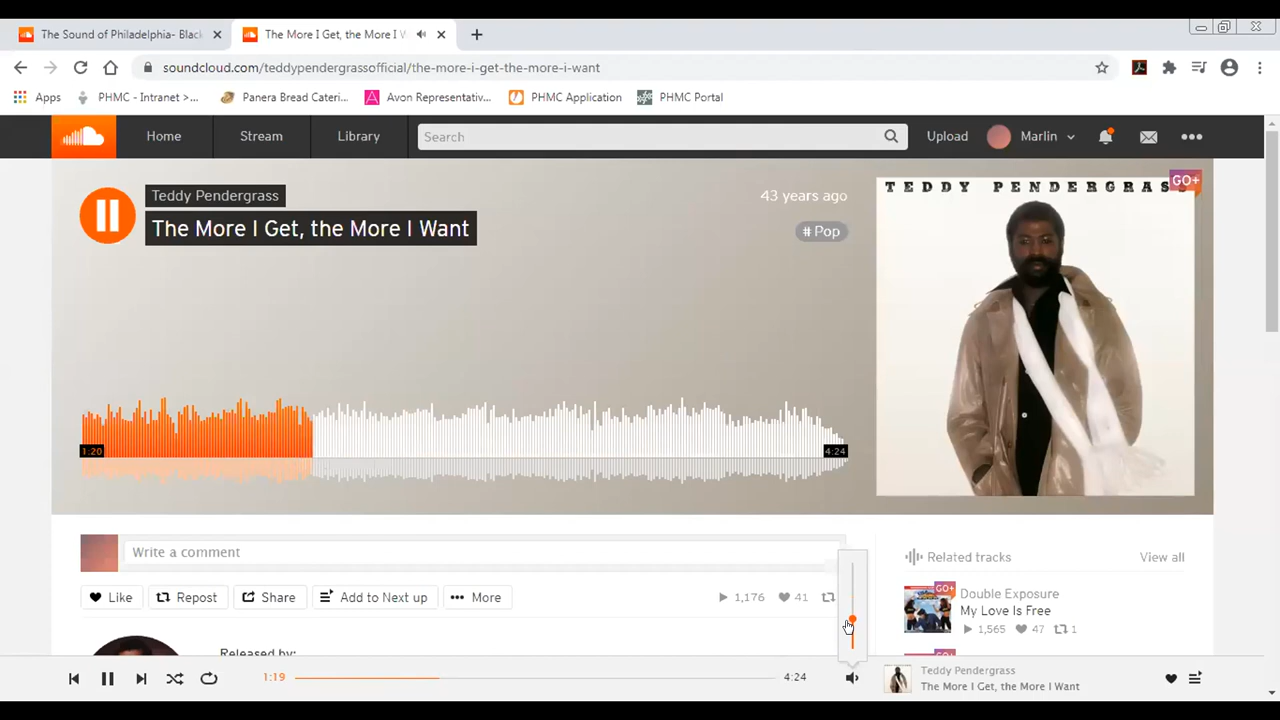 The Sound of Philadelphia- Black
The More I Get, the More I W
soundcloud.com/teddypendergrassofficial/the-more-i-get-the-more-i-want
Apps
PHMC - Intranet >...
Panera Bread Cateri...
Avon Representativ...
PHMC Application
PHMC Portal
Home
Stream
Library
Search
Upload
Marlin
Teddy Pendergrass
The More I Get, the More I Want
43 years ago
# Pop
TEDDY PENDERGRASS
GO+
1:20
4:24
Write a comment
Like
Repost
Share
Add to Next up
More
1,176
41
Related tracks
View all
GO+
Double Exposure
My Love Is Free
1,565
47
1
Released by:
1:19
4:24
Teddy Pendergrass
The More I Get, the More I Want